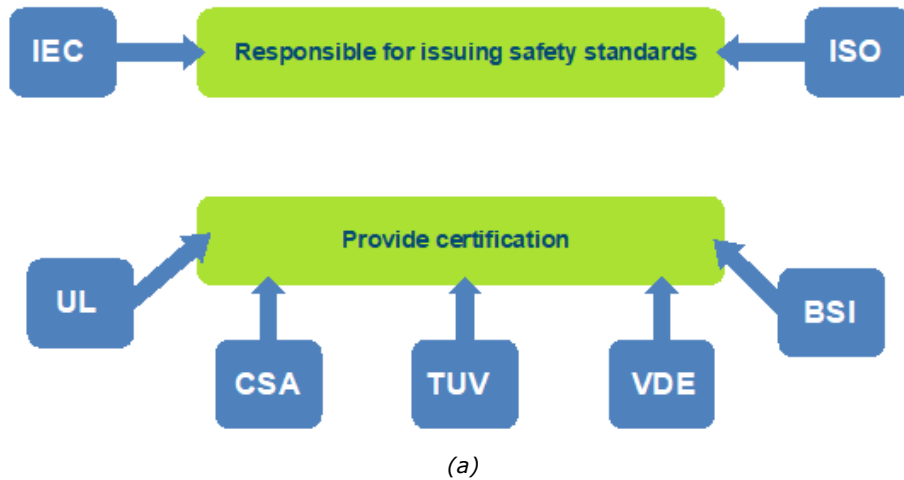 IEC
Responsible for issuing safety standards
ISO
Provide certification
UL
BSI
CSA
TUV
VDE
(a)